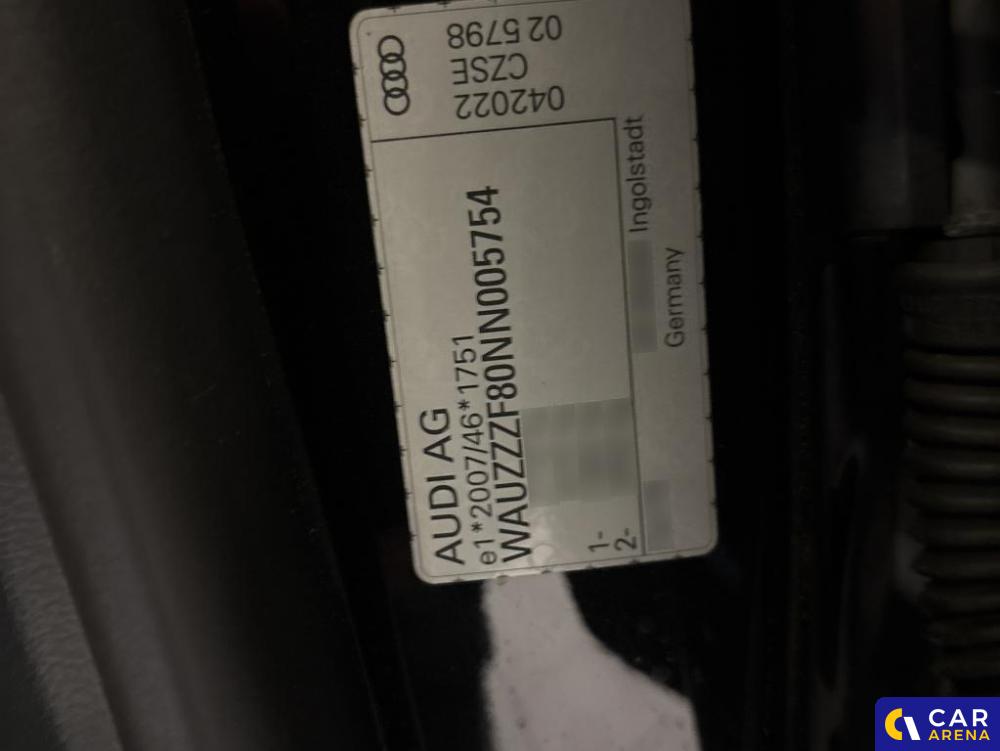 AUDI AG
e1*2007/46*1751
WAUZZZF80NN005754
1-
2-
Ingolstadt
Germany
042022
CZSE
02 5798
CAR
ARENA